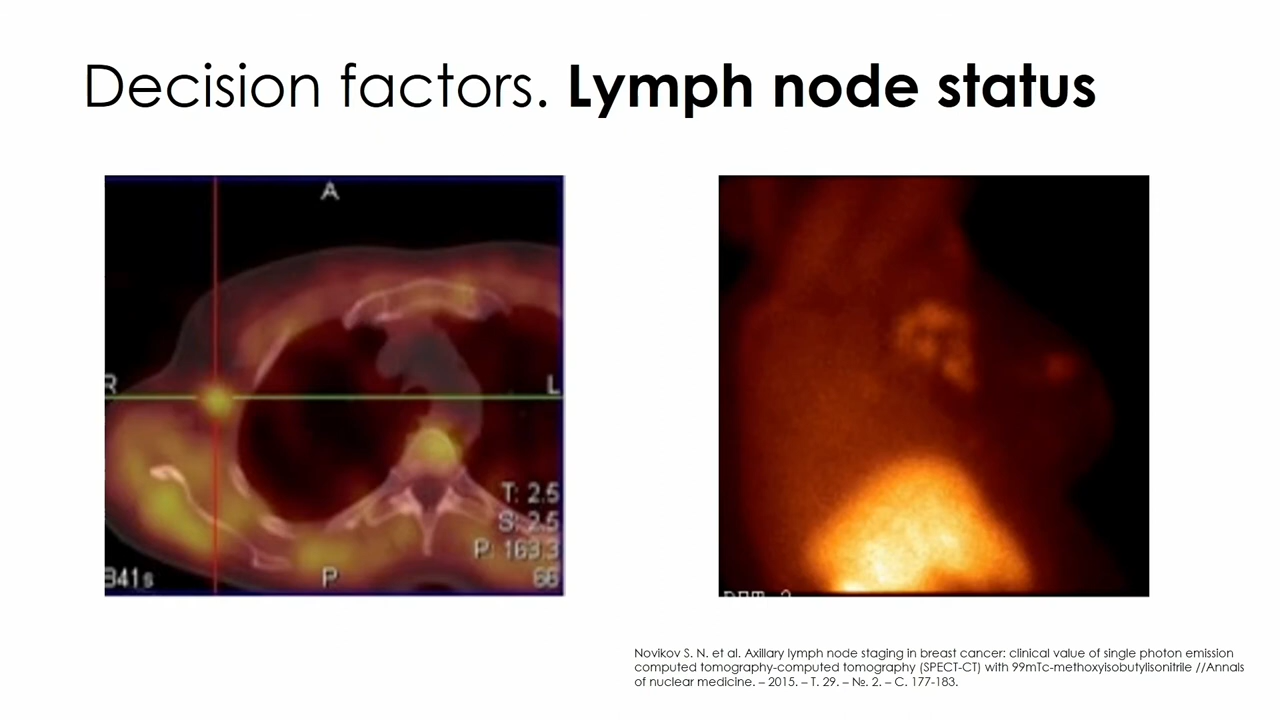 Decision factors. Lymph node status
A
R
L
T: 2.5
S: 2.5
P: 163.3
341s
P
66
Novikov S. N. et al. Axillary lymph node staging in breast cancer: clinical value of single photon emission
computed tomography-computed tomography (SPECT-CT) with 99mTc-methoxyisobutylisonitrile //Annals
of nuclear medicine. – 2015. – Т. 29. – №. 2. – С. 177-183.